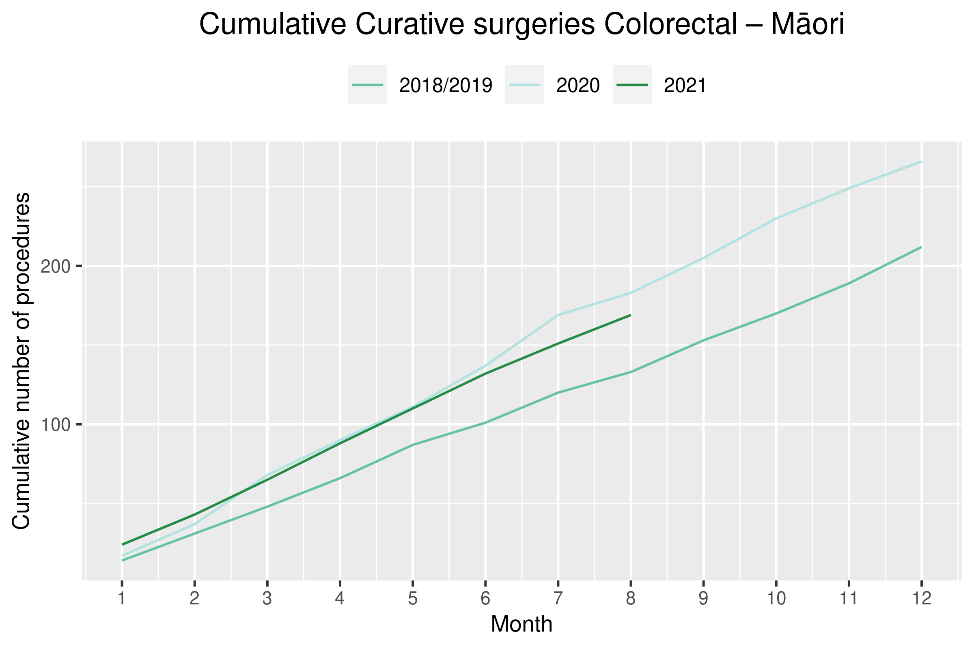 Cumulative Curative surgeries Colorectal – Māori
2018/2019 2020 2021
Cumulative number of procedures
200
100
1 2 3 4 5 6 7 8 9 10 11 12
Month